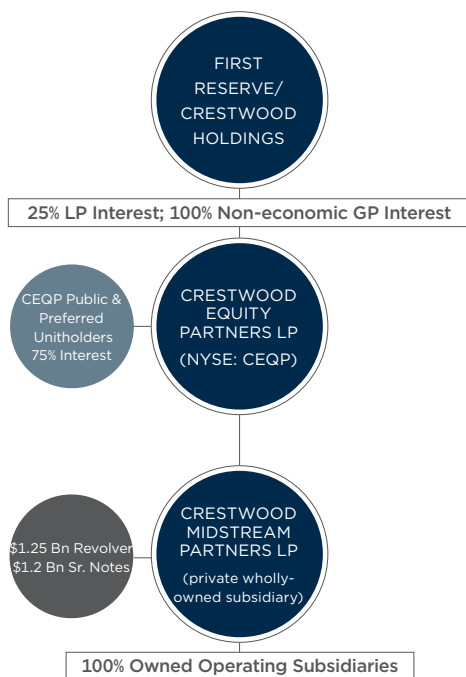 FIRST
RESERVE/
CRESTWOOD
HOLDINGS
25% LP Interest; 100% Non-economic GP Interest
CEQP Public &
Preferred
Unitholders
75% Interest
CRESTWOOD
EQUITY
PARTNERS LP
(NYSE: CEQP)
$1.25 Bn Revolver
$1.2 Bn Sr. Notes
CRESTWOOD
MIDSTREAM
PARTNERS LP
(private wholly-
owned subsidiary)
100% Owned Operating Subsidiaries